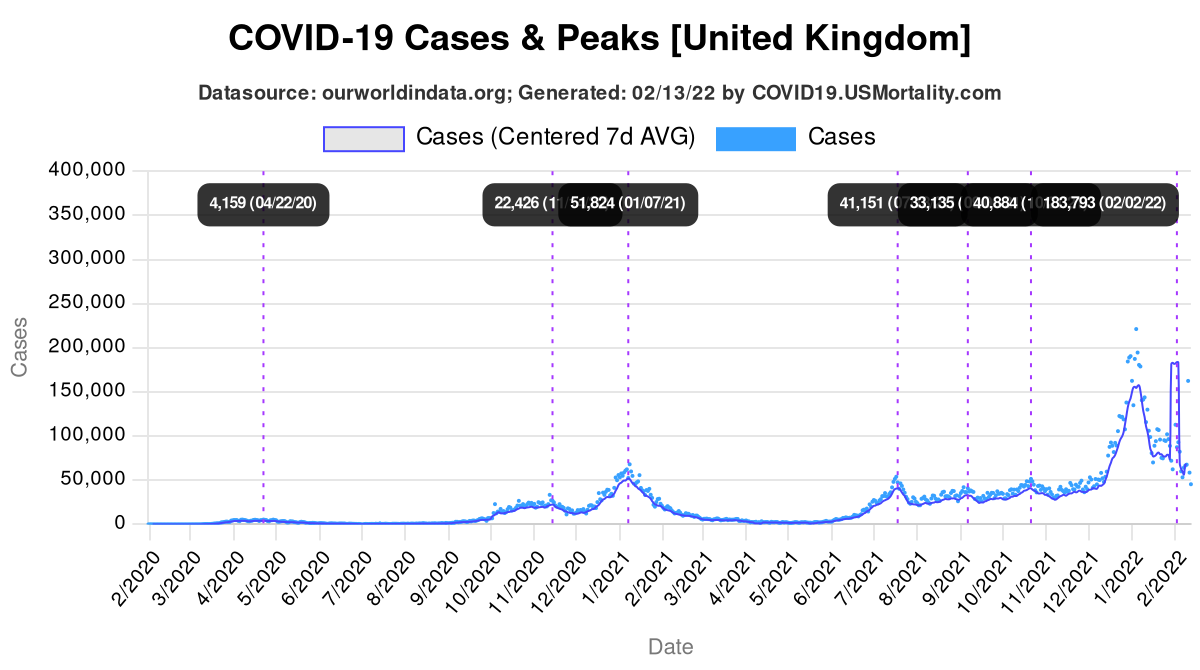 COVID-19 Cases & Peaks [United Kingdom]
Datasource: ourworldindata.org; Generated: 02/13/22 by COVID19.USMortality.com
Cases (Centered 7d AVG) Cases
400,000
350,000
300,000
250,000
200,000
150,000
100,000
50,000
0
4,159 (04/22/20) 22,426 51,824 (01/07/21) 41,151 33,135 40,884 183,793 (02/02/22)
Cases
2/2020 3/2020 4/2020 5/2020 6/2020 7/2020 8/2020 9/2020 10/2020 11/2020 12/2020 1/2021 2/2021 3/2021 4/2021 5/2021 6/2021 7/2021 8/2021 9/2021 10/2021 11/2021 12/2021 1/2022 2/2022
Date